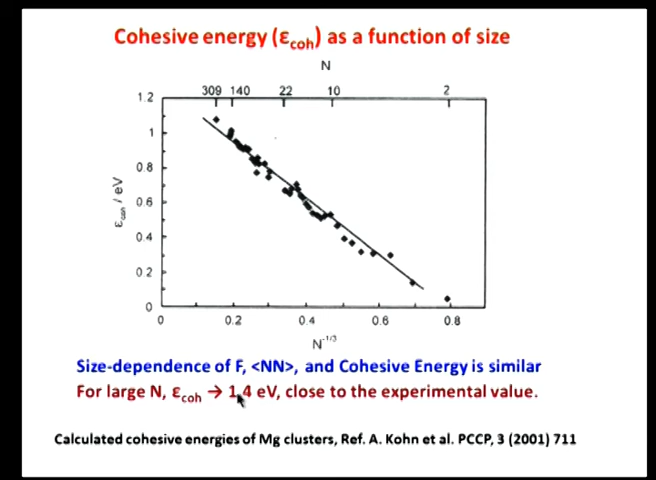 Cohesive energy (εcoh) as a function of size
N
309 140 22 10 2
1.2
1
0.8
0.6
0.4
0.2
0
εcoh / eV
0 0.2 0.4 0.6 0.8
N^-1/3
Size-dependence of F, <NN>, and Cohesive Energy is similar
For large N, εcoh → 1.4 eV, close to the experimental value.
Calculated cohesive energies of Mg clusters, Ref. A. Kohn et al. PCCP, 3 (2001) 711